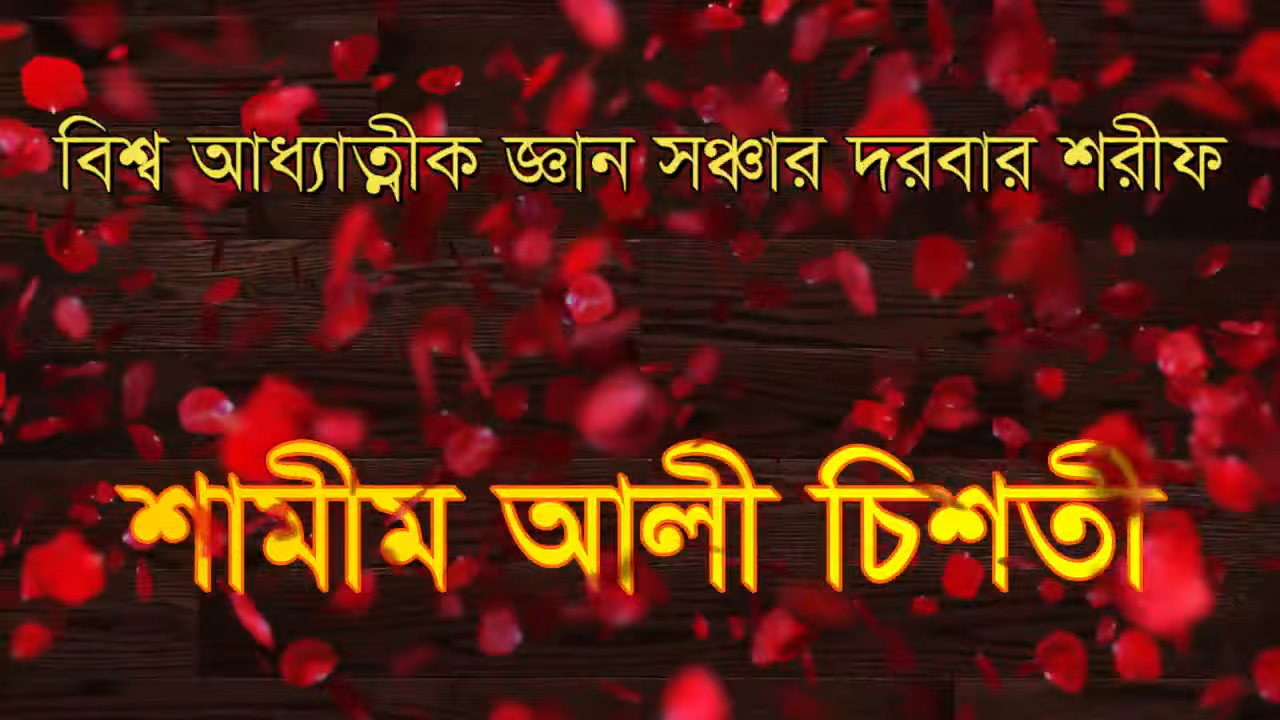 বিশ্ব আধ্যাত্নীক জ্ঞান সঞ্চার দরবার শরীফ
শামীম আলী চিশতী